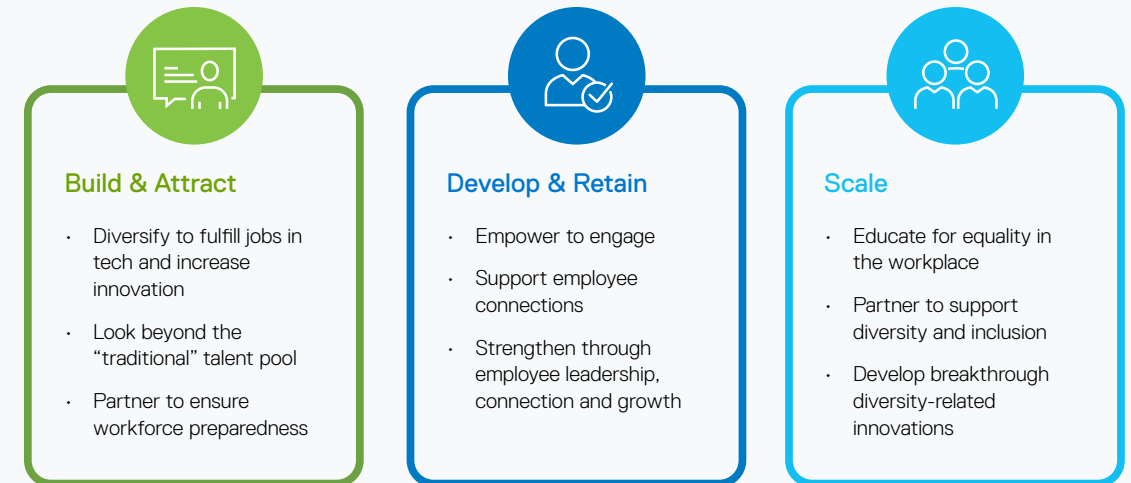 Build & Attract
• Diversify to fulfill jobs in
tech and increase
innovation
• Look beyond the
“traditional” talent pool
• Partner to ensure
workforce preparedness
Develop & Retain
• Empower to engage
• Support employee
connections
• Strengthen through
employee leadership,
connection and growth
Scale
• Educate for equality in
the workplace
• Partner to support
diversity and inclusion
• Develop breakthrough
diversity-related
innovations